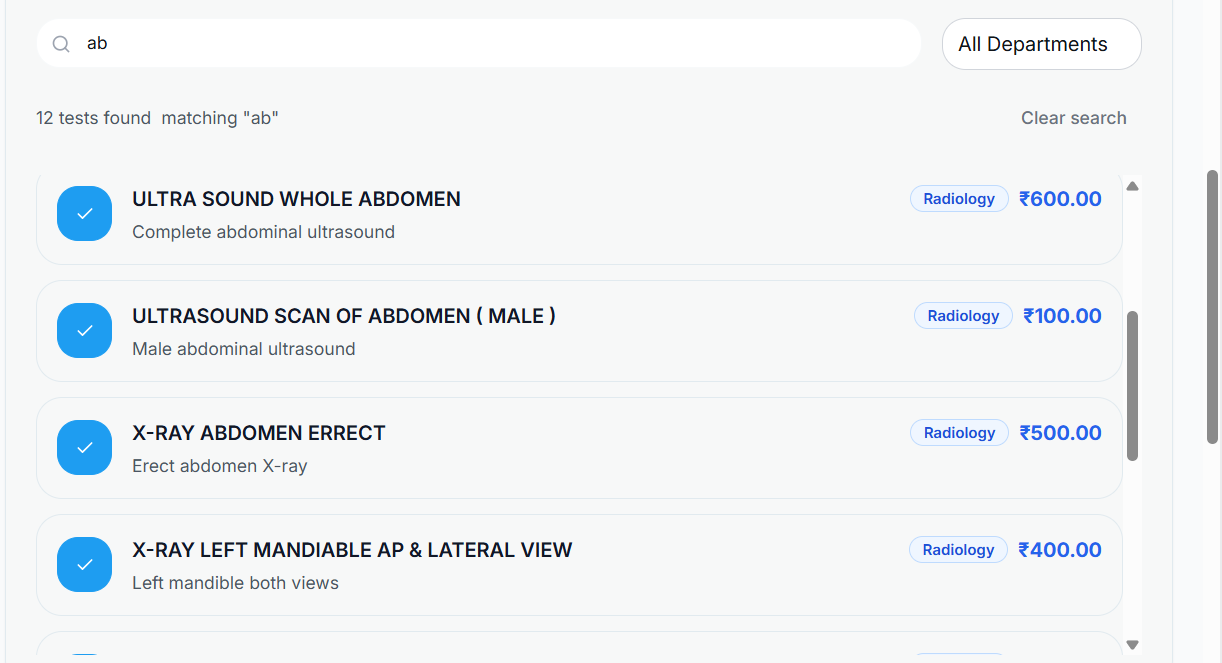 ab
All Departments
12 tests found matching "ab"
Clear search
ULTRA SOUND WHOLE ABDOMEN
Radiology ₹600.00
Complete abdominal ultrasound
ULTRASOUND SCAN OF ABDOMEN ( MALE )
Radiology ₹100.00
Male abdominal ultrasound
X-RAY ABDOMEN ERRECT
Radiology ₹500.00
Erect abdomen X-ray
X-RAY LEFT MANDIABLE AP & LATERAL VIEW
Radiology ₹400.00
Left mandible both views